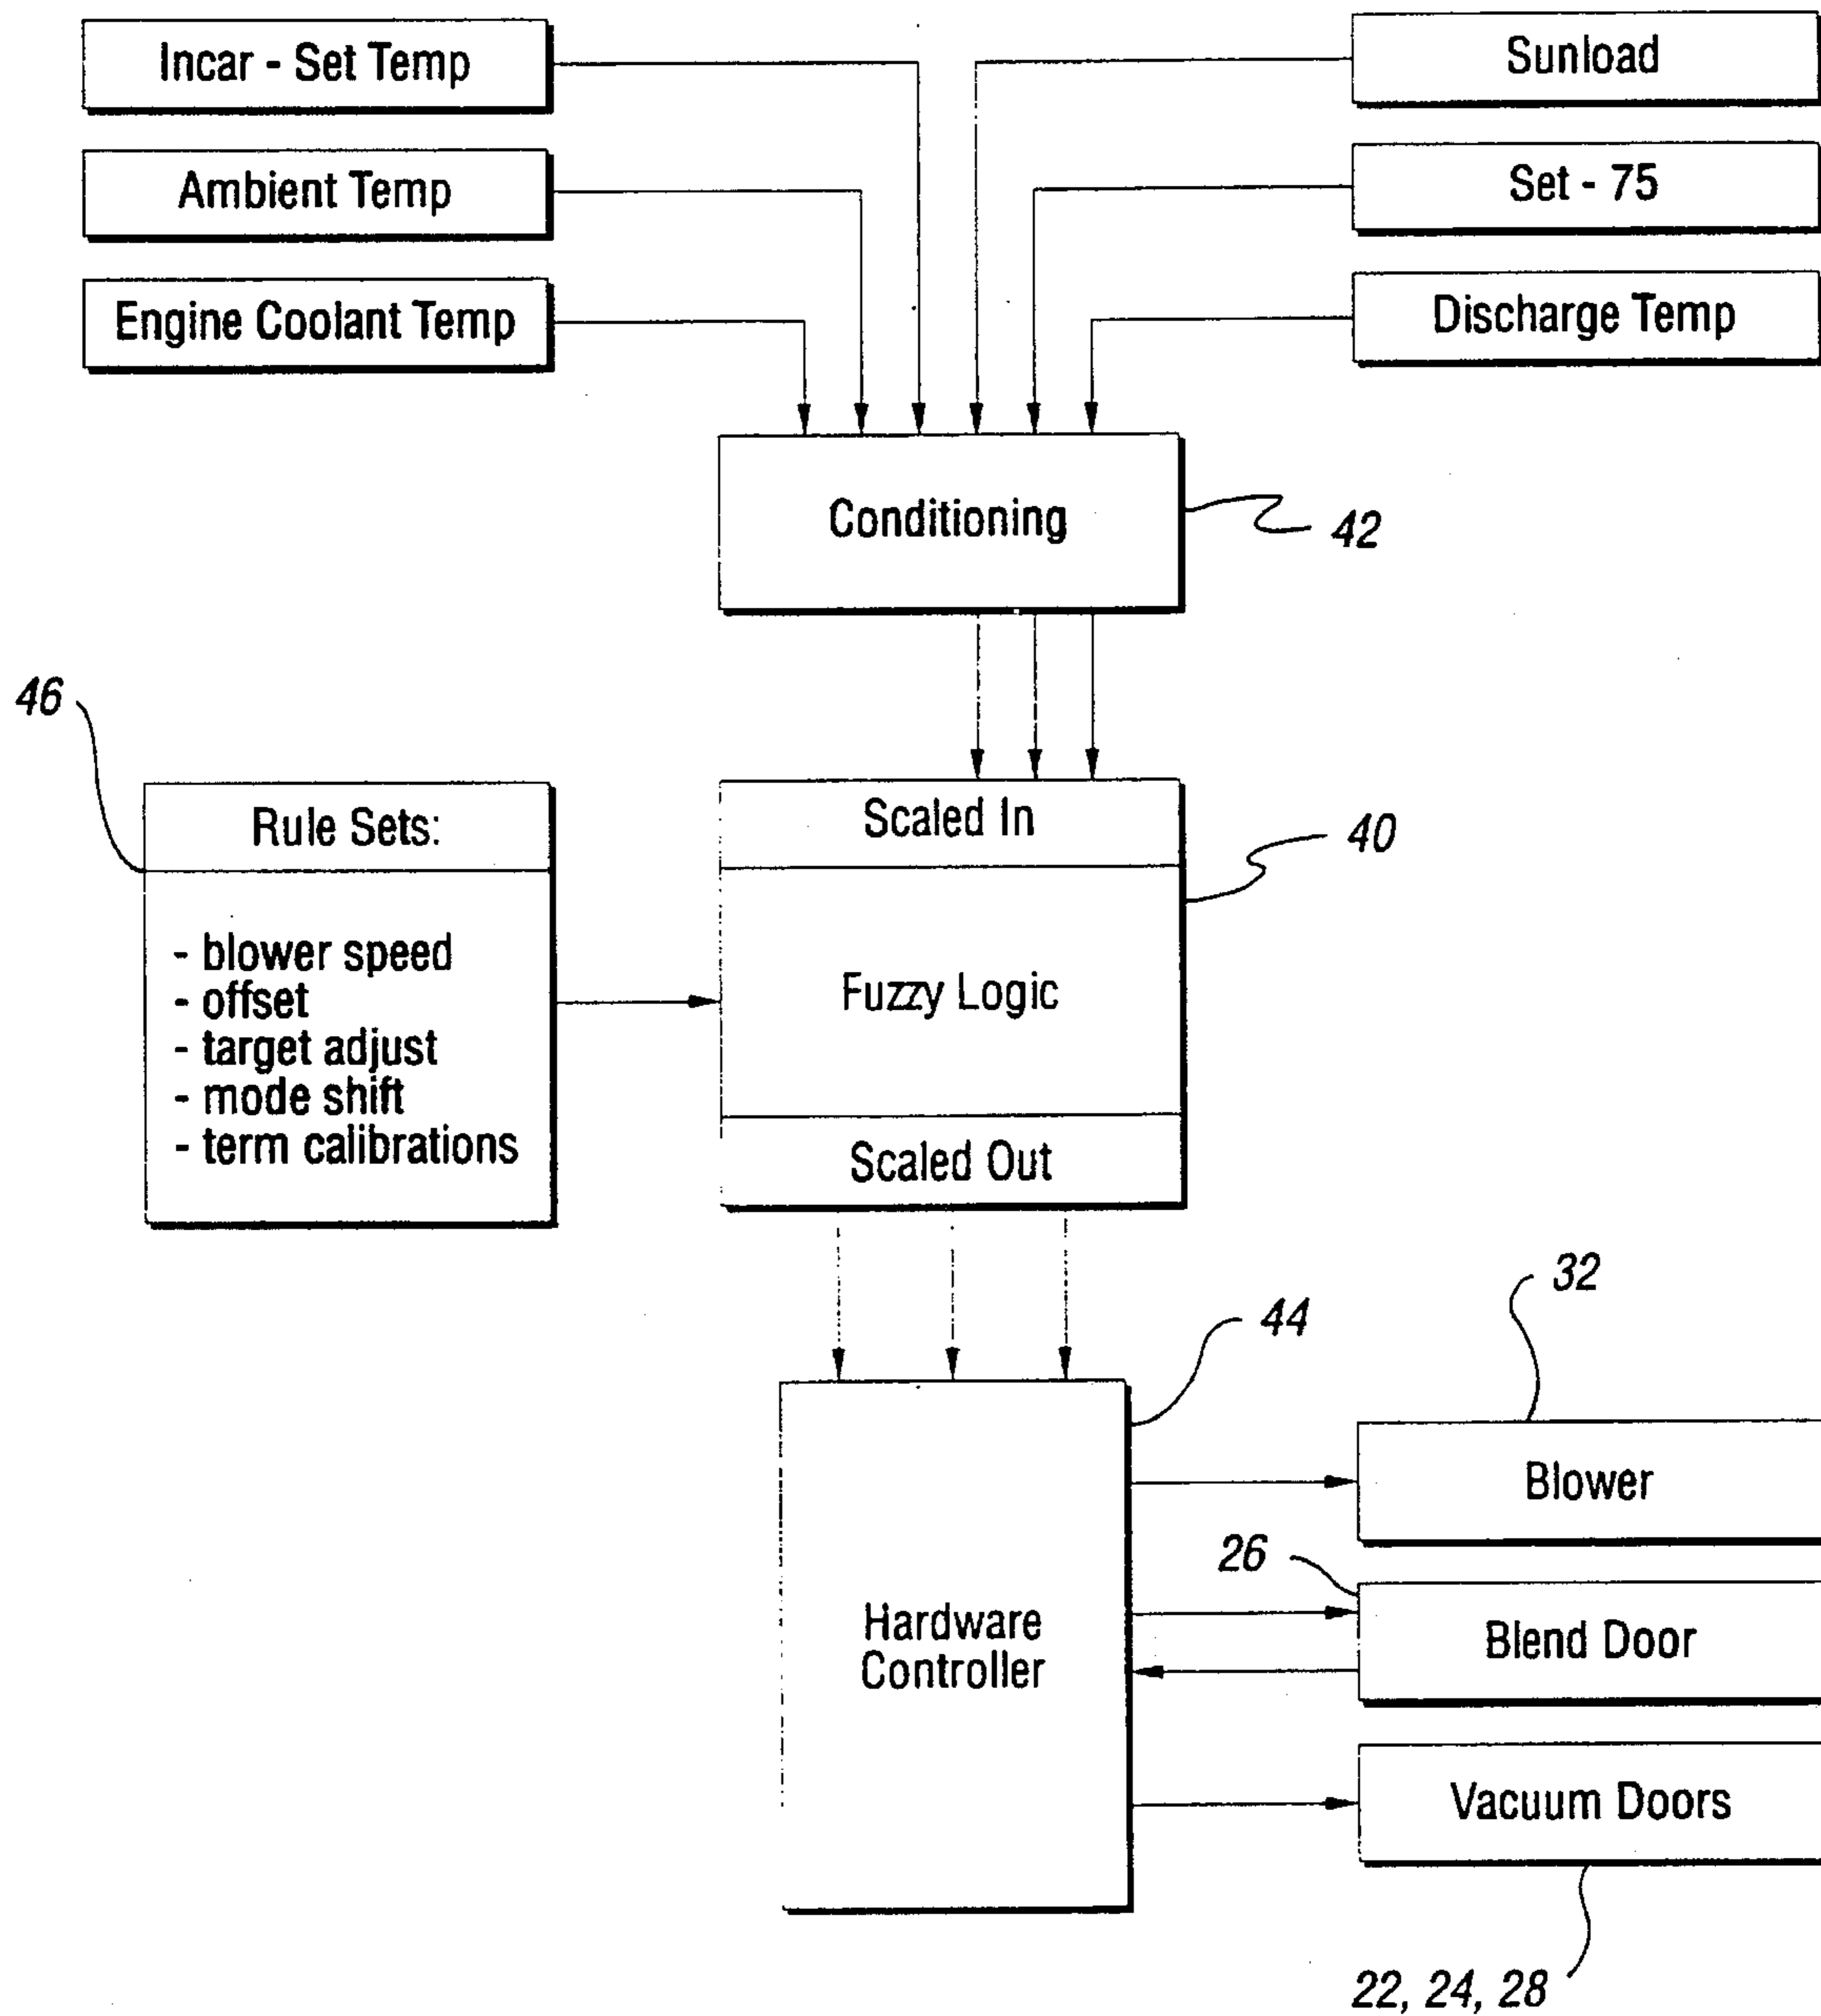 Incar - Set Temp
Sunload
Ambient Temp
Set - 75
Engine Coolant Temp
Discharge Temp
Conditioning
42
46
Rule Sets:
- blower speed
- offset
- target adjust
- mode shift
- term calibrations
Scaled In
40
Fuzzy Logic
Scaled Out
44
32
Hardware
Controller
Blower
26
Blend Door
Vacuum Doors
22, 24, 28